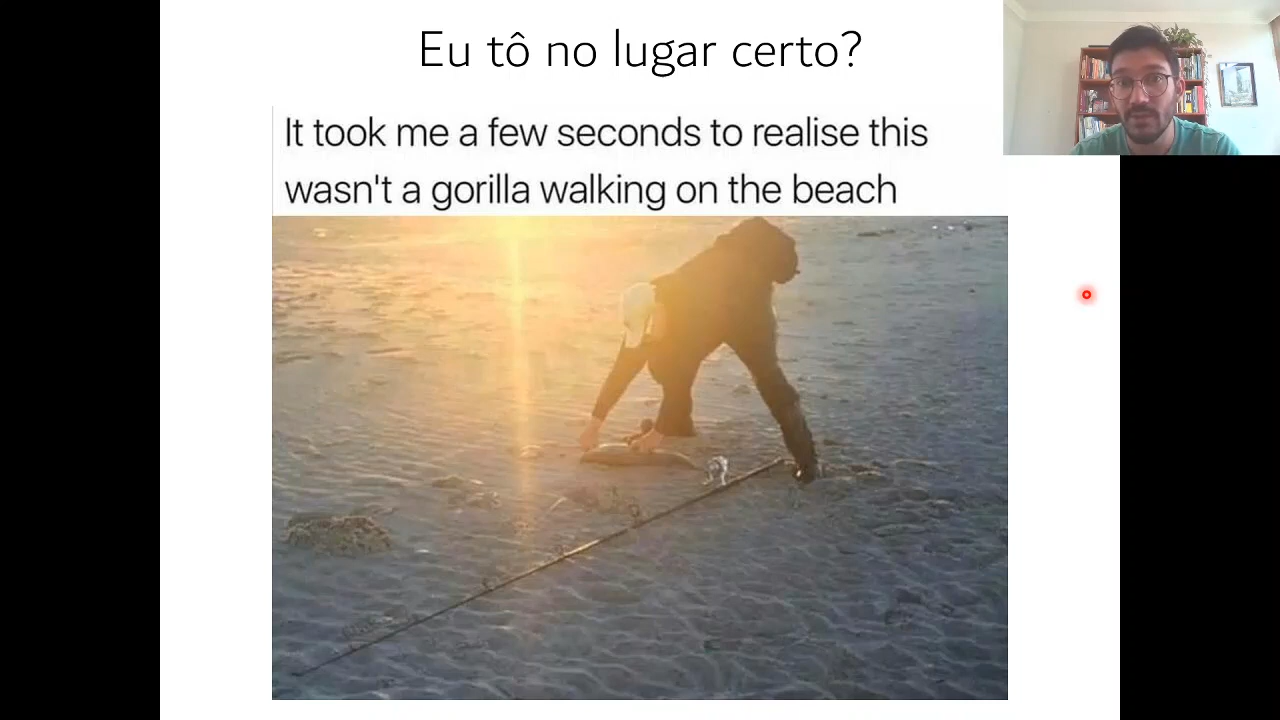 Eu tô no lugar certo?
It took me a few seconds to realise this
wasn't a gorilla walking on the beach